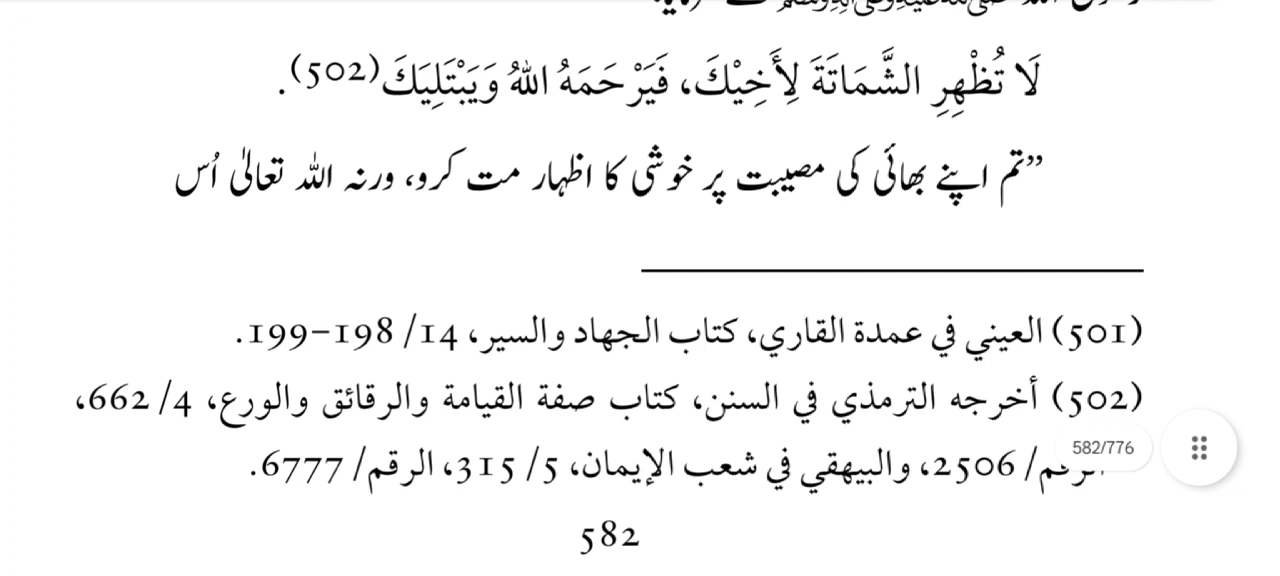 لَا تُظْهِرِ الشَّمَاتَةَ لِأَخِيْكَ، فَيَرْحَمَهُ اللهُ وَيَبْتَلِيَكَ(502).
”تم اپنے بھائی کی مصیبت پر خوشی کا اظہار مت کرو، ورنہ اللہ تعالیٰ اُس
(501) العيني في عمدة القاري، كتاب الجهاد والسير، 14/ 198-199.
(502) أخرجه الترمذي في السنن، كتاب صفة القيامة والرقائق والورع، 4/ 662،
الرقم/ 2506، والبيهقي في شعب الإيمان، 5/ 315، الرقم/ 6777.
582/776
582